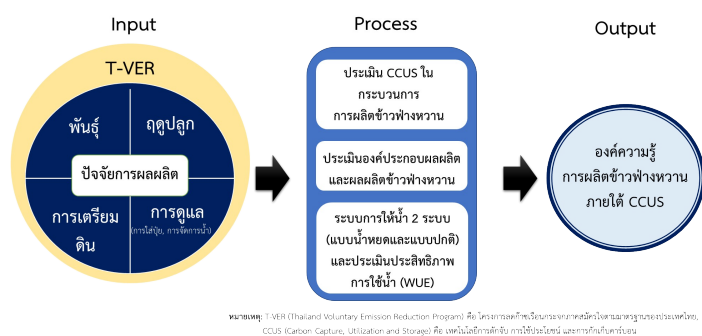 Input
Process
Output
T-VER
พันธุ์
ฤดูปลูก
ปัจจัยการผลผลิต
การเตรียม
ดิน
การดูแล
(การใส่ปุ๋ย, การจัดการน้ำ)
ประเมิน CCUS ใน
กระบวนการ
การผลิตข้าวฟ่างหวาน
ประเมินองค์ประกอบผลผลิต
และผลผลิตข้าวฟ่างหวาน
ระบบการให้น้ำ 2 ระบบ
(แบบน้ำหยดและแบบปกติ)
และประเมินประสิทธิภาพ
การใช้น้ำ (WUE)
องค์ความรู้
การผลิตข้าวฟ่างหวาน
ภายใต้ CCUS
หมายเหตุ: T-VER (Thailand Voluntary Emission Reduction Program) คือ โครงการลดก๊าซเรือนกระจกภาคสมัครใจตามมาตรฐานของประเทศไทย,
CCUS (Carbon Capture, Utilization and Storage) คือ เทคโนโลยีการดักจับ การใช้ประโยชน์ และการกักเก็บคาร์บอน